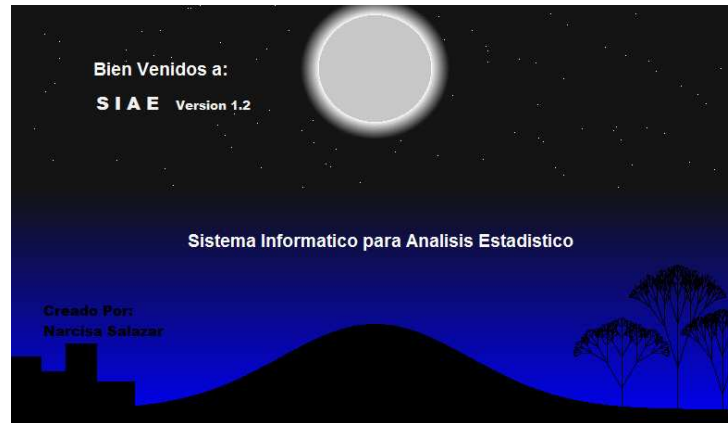 Bien Venidos a:
S I A E Version 1.2
Sistema Informatico para Analisis Estadistico
Creado Por:
Narcisa Salazar